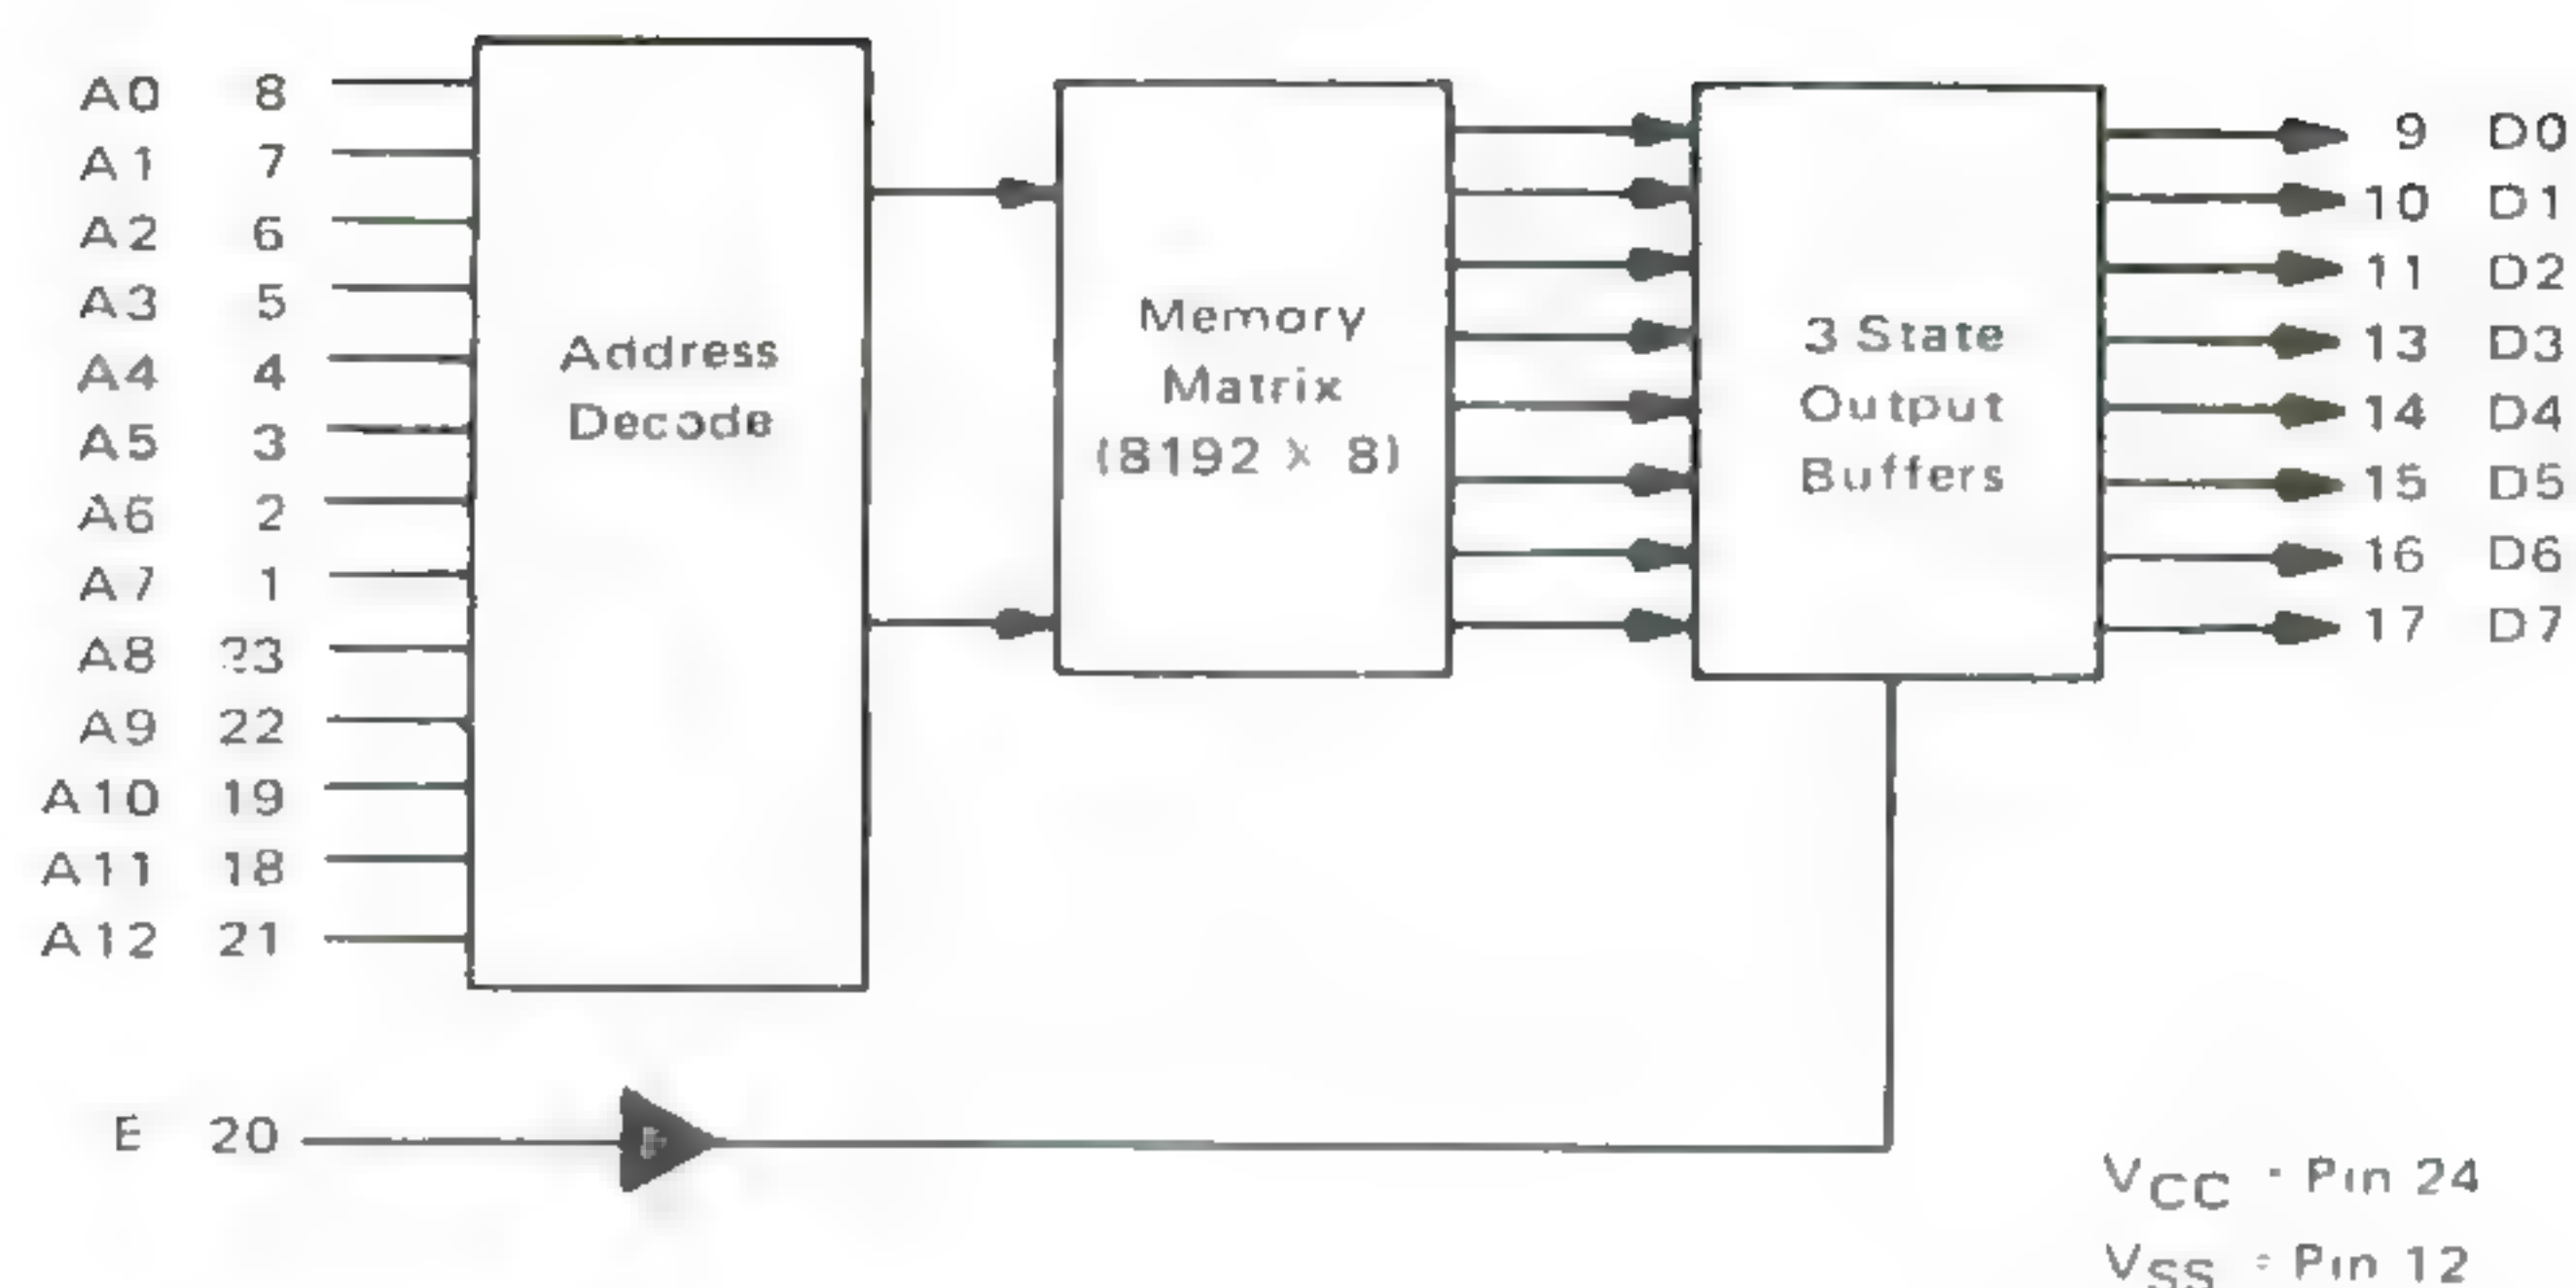 A0 8
A1 7
A2 6
A3 5
A4 4
A5 3
A6 2
A7 1
A8 23
A9 22
A10 19
A11 18
A12 21
E 20
Address
Decode
Memory
Matrix
(8192 X 8)
3 State
Output
Buffers
9 D0
10 D1
11 D2
13 D3
14 D4
15 D5
16 D6
17 D7
VCC = Pin 24
VSS = Pin 12